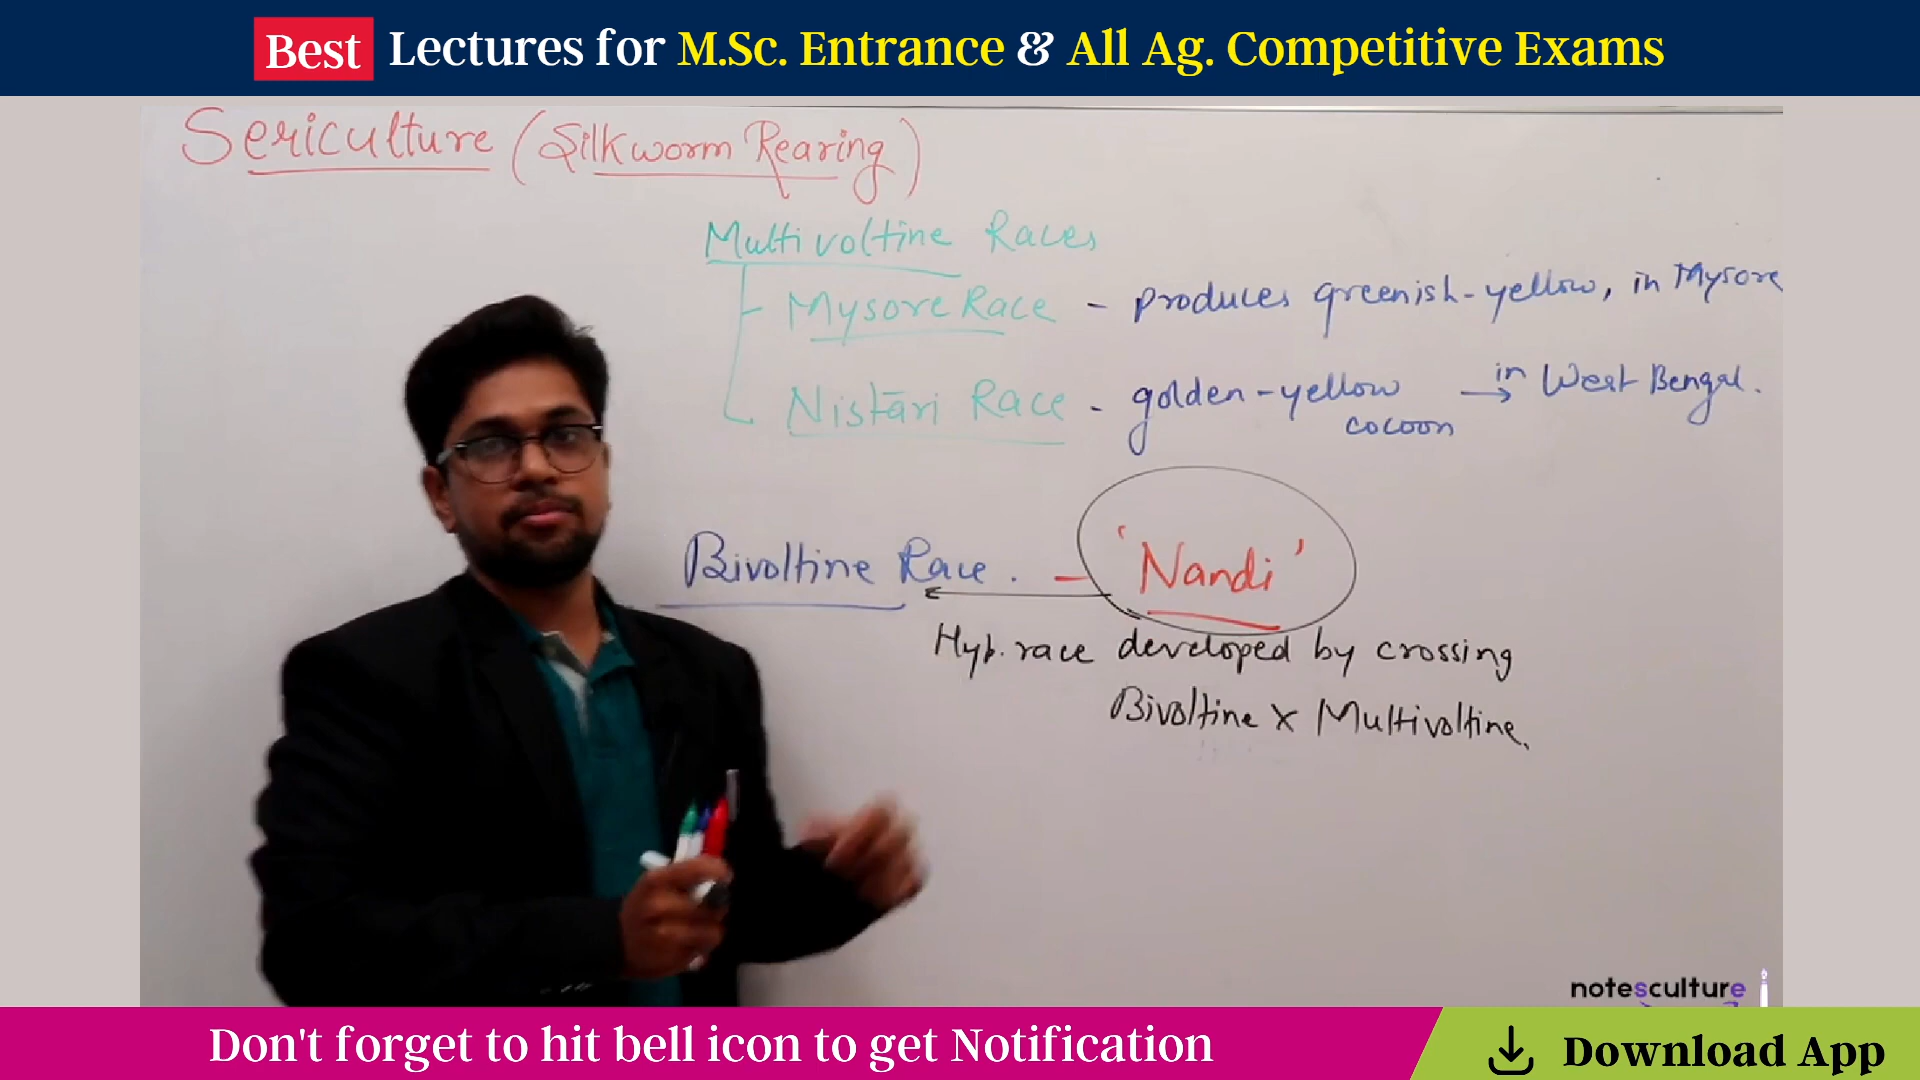 Best Lectures for M.Sc. Entrance & All Ag. Competitive Exams
Sericulture (Silkworm Rearing)
Multivoltine Races
Mysore Race - produces greenish-yellow, in Mysore
Nistāri Race - golden-yellow cocoon → in West Bengal.
Bivoltine Race. - 'Nandi'
Hyb. race developed by crossing
Bivoltine x Multivoltine.
notesculture
Don't forget to hit bell icon to get Notification
Download App